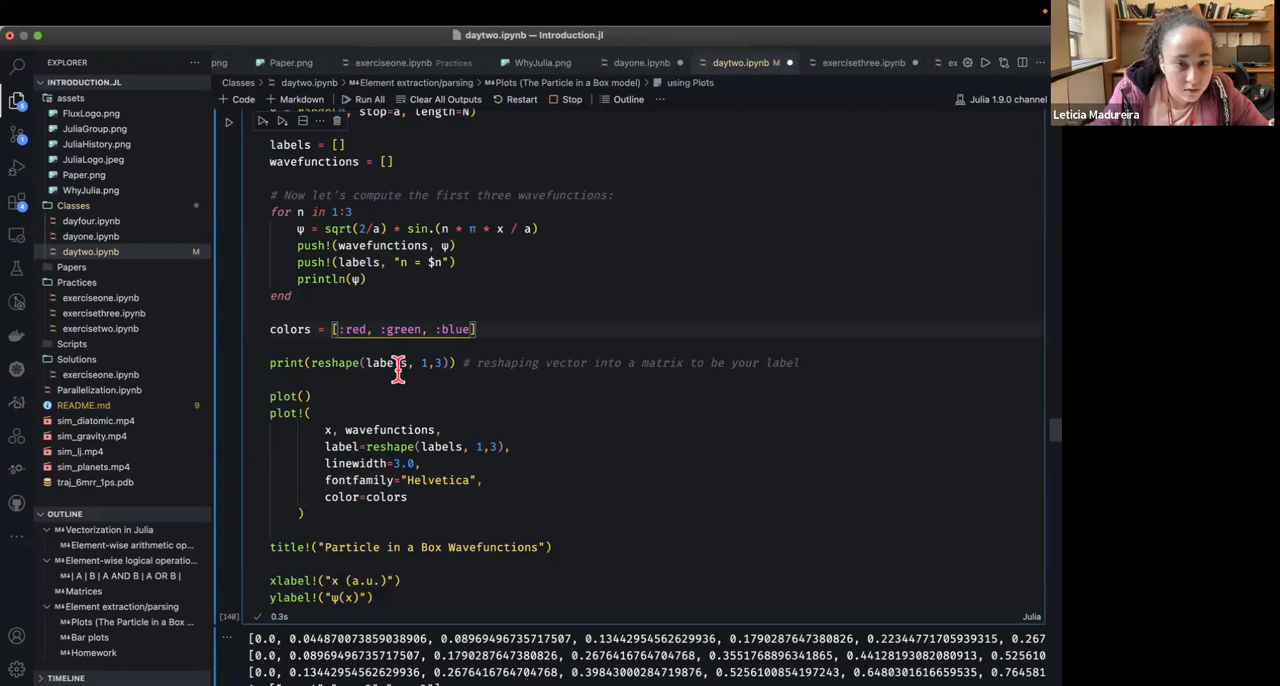 daytwo.ipynb — Introduction.jl
EXPLORER
png
Paper.png
exerciseone.ipynb Practices
WhyJulia.png
dayone.ipynb
daytwo.ipynb M
exercisethree.ipynb
ex
INTRODUCTION.JL
Classes > daytwo.ipynb > M+Element extraction/parsing > M+Plots (The Particle in a Box model) > using Plots
+ Code + Markdown Run All Clear All Outputs Restart Stop Outline ...
Julia 1.9.0 channel
Leticia Madureira
assets
FluxLogo.png
JuliaGroup.png
JuliaHistory.png
JuliaLogo.jpeg
Paper.png
WhyJulia.png
Classes
dayfour.ipynb
dayone.ipynb
daytwo.ipynb M
Papers
Practices
exerciseone.ipynb
exercisethree.ipynb
exercisetwo.ipynb
Scripts
Solutions
exerciseone.ipynb
Parallelization.ipynb
README.md 9
sim_diatomic.mp4
sim_gravity.mp4
sim_lj.mp4
sim_planets.mp4
traj_6mrr_1ps.pdb
OUTLINE
M+Vectorization in Julia
M+Element-wise arithmetic op...
M+Element-wise logical operatio...
M+| A | B | A AND B | A OR B |
M+Matrices
M+Element extraction/parsing
M+Plots (The Particle in a Box ...
M+Bar plots
M+Homework
TIMELINE
stop=a, length=N)
labels = []
wavefunctions = []
# Now let's compute the first three wavefunctions:
for n in 1:3
ψ = sqrt(2/a) * sin.(n * π * x / a)
push!(wavefunctions, ψ)
push!(labels, "n = $n")
println(ψ)
end
colors = [:red, :green, :blue]
print(reshape(labels, 1,3)) # reshaping vector into a matrix to be your label
plot()
plot!(
x, wavefunctions,
label=reshape(labels, 1,3),
linewidth=3.0,
fontfamily="Helvetica",
color=colors
)
title!("Particle in a Box Wavefunctions")
xlabel!("x (a.u.)")
ylabel!("ψ(x)")
[140] 0.3s Julia
[0.0, 0.044870073859038906, 0.08969496735717507, 0.13442954562629936, 0.1790287647380826, 0.22344771705939315, 0.267
[0.0, 0.08969496735717507, 0.1790287647380826, 0.2676416764704768, 0.3551768896341865, 0.44128193082080913, 0.525610
[0.0, 0.13442954562629936, 0.2676416764704768, 0.39843000284719876, 0.5256100854197243, 0.6480301616659535, 0.764581